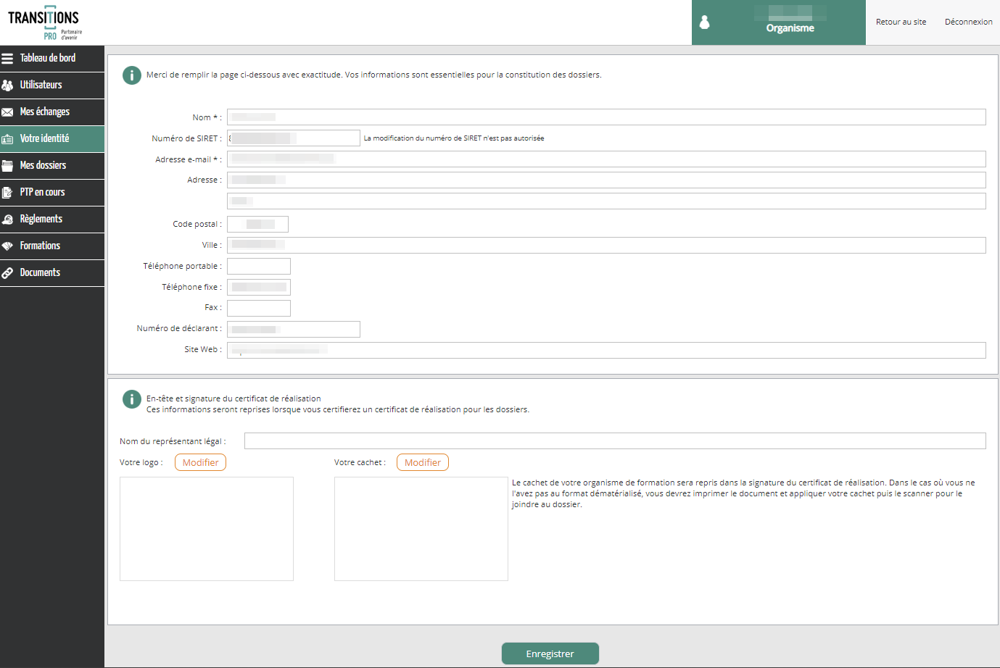 TRANSITIONS
PRO Partenaire d'avenir
Organisme
Retour au site
Déconnexion
Tableau de bord
Utilisateurs
Mes échanges
Votre identité
Mes dossiers
PTP en cours
Règlements
Formations
Documents
Merci de remplir la page ci-dessous avec exactitude. Vos informations sont essentielles pour la constitution des dossiers.
Nom * :
Numéro de SIRET : La modification du numéro de SIRET n'est pas autorisée
Adresse e-mail * :
Adresse :
Code postal :
Ville :
Téléphone portable :
Téléphone fixe :
Fax :
Numéro de déclarant :
Site Web :
En-tête et signature du certificat de réalisation
Ces informations seront reprises lorsque vous certifierez un certificat de réalisation pour les dossiers.
Nom du représentant légal :
Votre logo : Modifier
Votre cachet : Modifier
Le cachet de votre organisme de formation sera repris dans la signature du certificat de réalisation. Dans le cas où vous ne
l'avez pas au format dématérialisé, vous devrez imprimer le document et appliquer votre cachet puis le scanner pour le
joindre au dossier.
Enregistrer